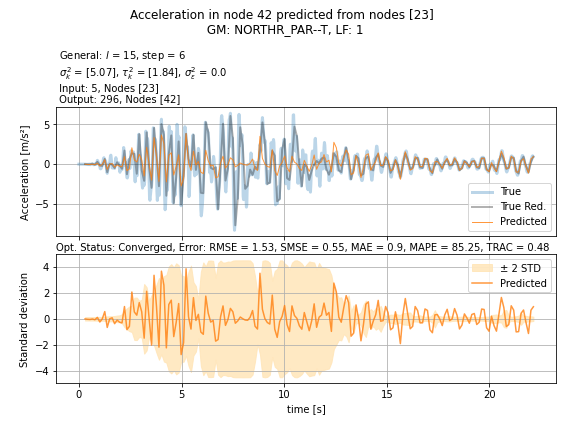 Acceleration in node 42 predicted from nodes [23]
GM: NORTHR_PAR--T, LF: 1
General: l = 15, step = 6
σ²ₖ = [5.07], τ²ₖ = [1.84], σ²ₑ = 0.0
Input: 5, Nodes [23]
Output: 296, Nodes [42]
Acceleration [m/s²]
5
0
−5
True
True Red.
Predicted
Opt. Status: Converged, Error: RMSE = 1.53, SMSE = 0.55, MAE = 0.9, MAPE = 85.25, TRAC = 0.48
Standard deviation
4
2
0
−2
−4
± 2 STD
Predicted
0 5 10 15 20
time [s]